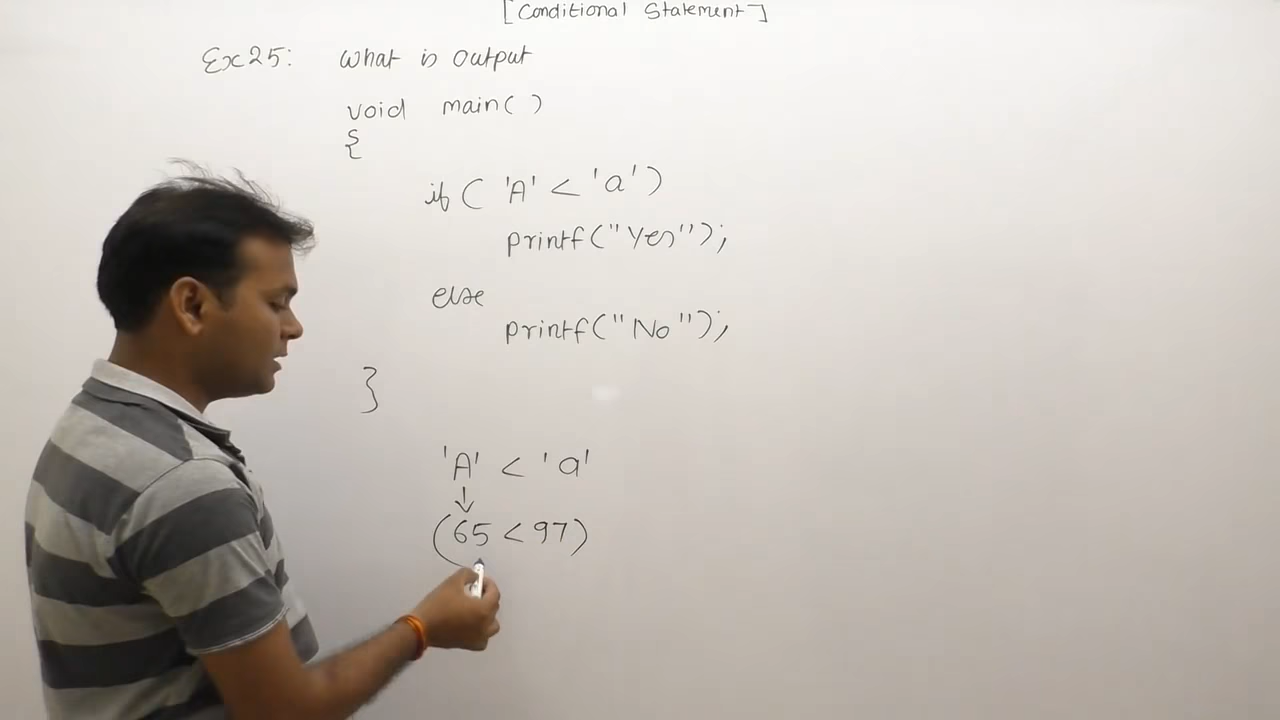 [Conditional Statement]
Ex25: What is output
void main( )
{
if ( 'A' < 'a' )
printf("Yes");
else
printf("No");
}
'A' < 'a'
↓
(65 < 97)